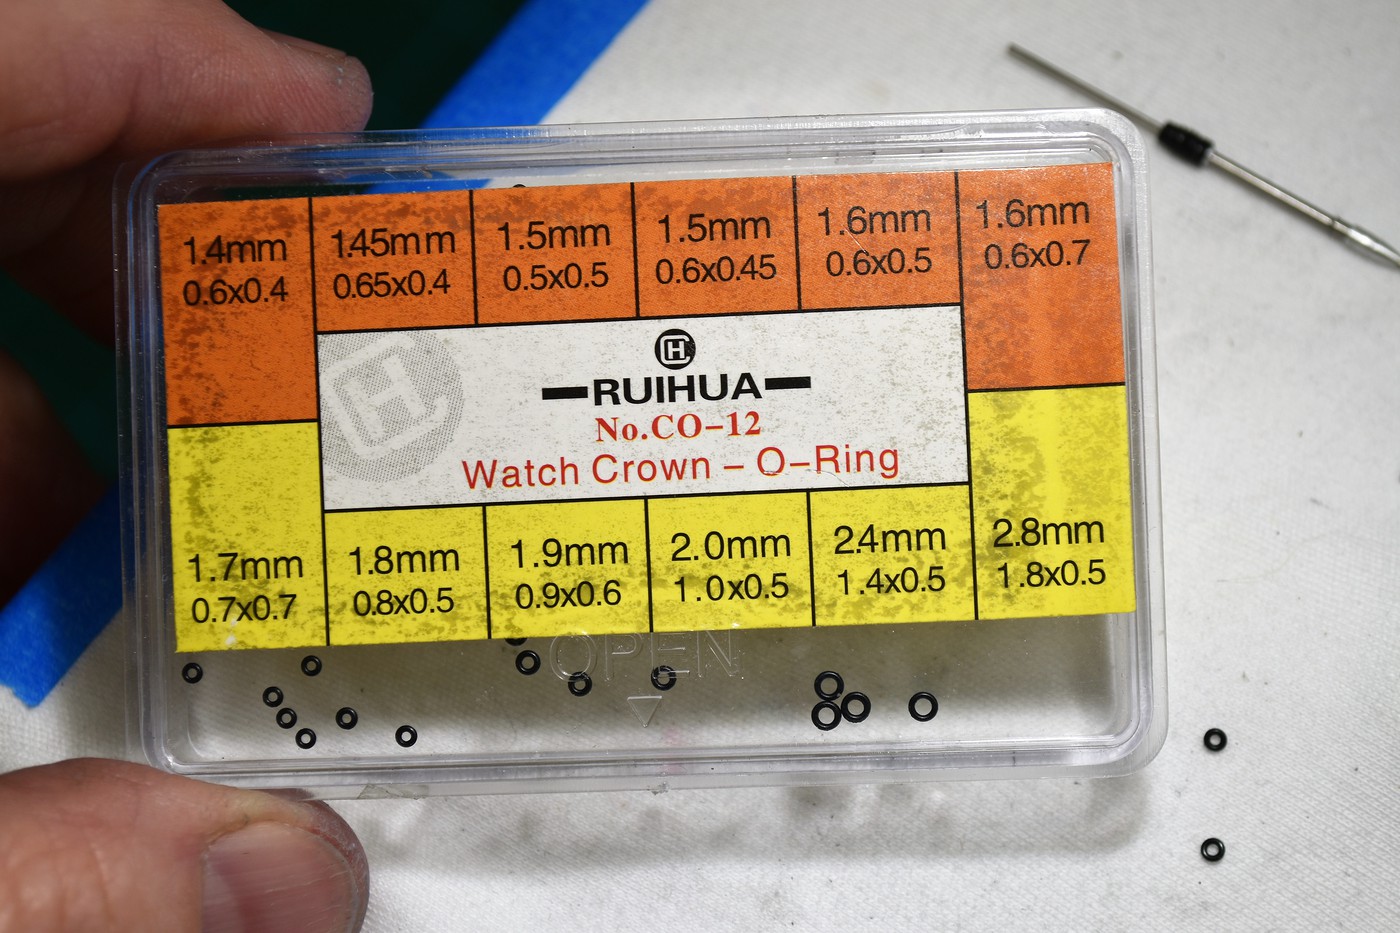 1.4mm
0.6x0.4
1.45mm
0.65x0.4
1.5mm
0.5x0.5
1.5mm
0.6x0.45
1.6mm
0.6x0.5
1.6mm
0.6x0.7
H
RUIHUA
No.CO-12
Watch Crown - O-Ring
1.7mm
0.7x0.7
1.8mm
0.8x0.5
1.9mm
0.9x0.6
2.0mm
1.0x0.5
2.4mm
1.4x0.5
2.8mm
1.8x0.5
OPEN